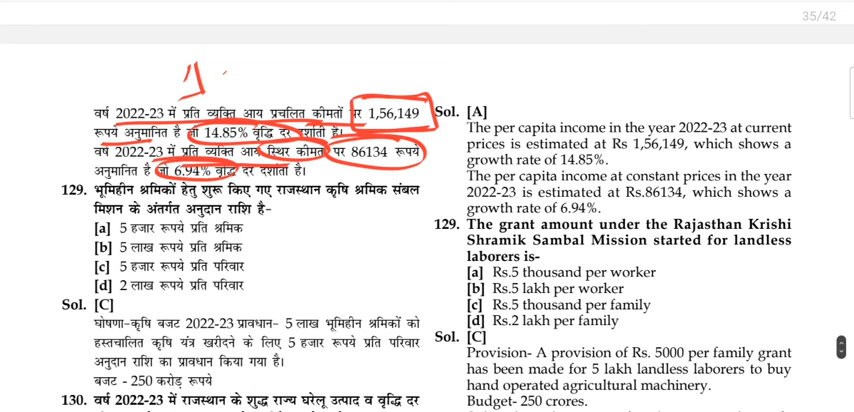 35/42
वर्ष 2022-23 में प्रति व्यक्ति आय प्रचलित कीमतों पर 1,56,149
रूपये अनुमानित है जो 14.85% वृद्धि दर दर्शाती है।
वर्ष 2022-23 में प्रति व्यक्ति आय स्थिर कीमत पर 86134 रूपये
अनुमानित है जो 6.94% वृद्धि दर दर्शाता है।
129. भूमिहीन श्रमिकों हेतु शुरू किए गए राजस्थान कृषि श्रमिक संबल
मिशन के अंतर्गत अनुदान राशि है-
[a] 5 हजार रूपये प्रति श्रमिक
[b] 5 लाख रूपये प्रति श्रमिक
[c] 5 हजार रूपये प्रति परिवार
[d] 2 लाख रूपये प्रति परिवार
Sol. [C]
घोषणा-कृषि बजट 2022-23 प्रावधान- 5 लाख भूमिहीन श्रमिकों को
हस्तचालित कृषि यंत्र खरीदने के लिए 5 हजार रूपये प्रति परिवार
अनुदान राशि का प्रावधान किया गया है।
बजट - 250 करोड़ रूपये
130. वर्ष 2022-23 में राजस्थान के शुद्ध राज्य घरेलू उत्पाद व वृद्धि दर
Sol. [A]
The per capita income in the year 2022-23 at current
prices is estimated at Rs 1,56,149, which shows a
growth rate of 14.85%.
The per capita income at constant prices in the year
2022-23 is estimated at Rs.86134, which shows a
growth rate of 6.94%.
129. The grant amount under the Rajasthan Krishi
Shramik Sambal Mission started for landless
laborers is-
[a] Rs.5 thousand per worker
[b] Rs.5 lakh per worker
[c] Rs.5 thousand per family
[d] Rs.2 lakh per family
Sol. [C]
Provision- A provision of Rs. 5000 per family grant
has been made for 5 lakh landless laborers to buy
hand operated agricultural machinery.
Budget- 250 crores.